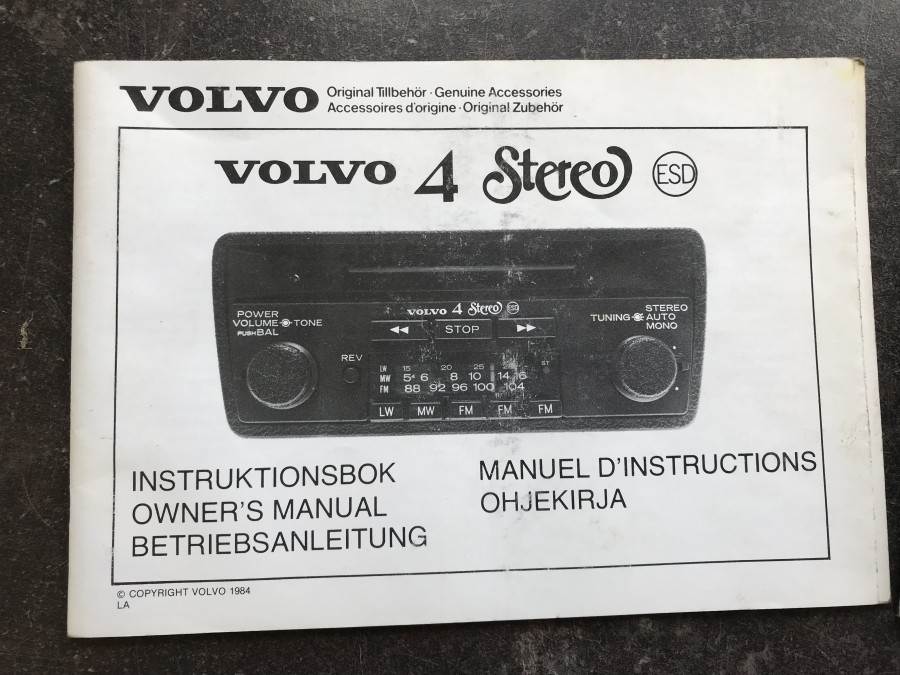 VOLVO Original Tillbehör · Genuine Accessories
Accessoires d'origine · Original Zubehör
VOLVO 4 Stereo ESD
VOLVO 4 Stereo ESD
POWER
VOLUME TONE
PUSH BAL
◀◀ STOP ▶▶
STEREO
TUNING AUTO
MONO
REV
LW 15 20 25
ST
MW 5⁴ 6 8 10 14 16
FM 88 92 96 100 104
LW MW FM FM FM
INSTRUKTIONSBOK
OWNER'S MANUAL
BETRIEBSANLEITUNG
MANUEL D'INSTRUCTIONS
OHJEKIRJA
© COPYRIGHT VOLVO 1984
LA